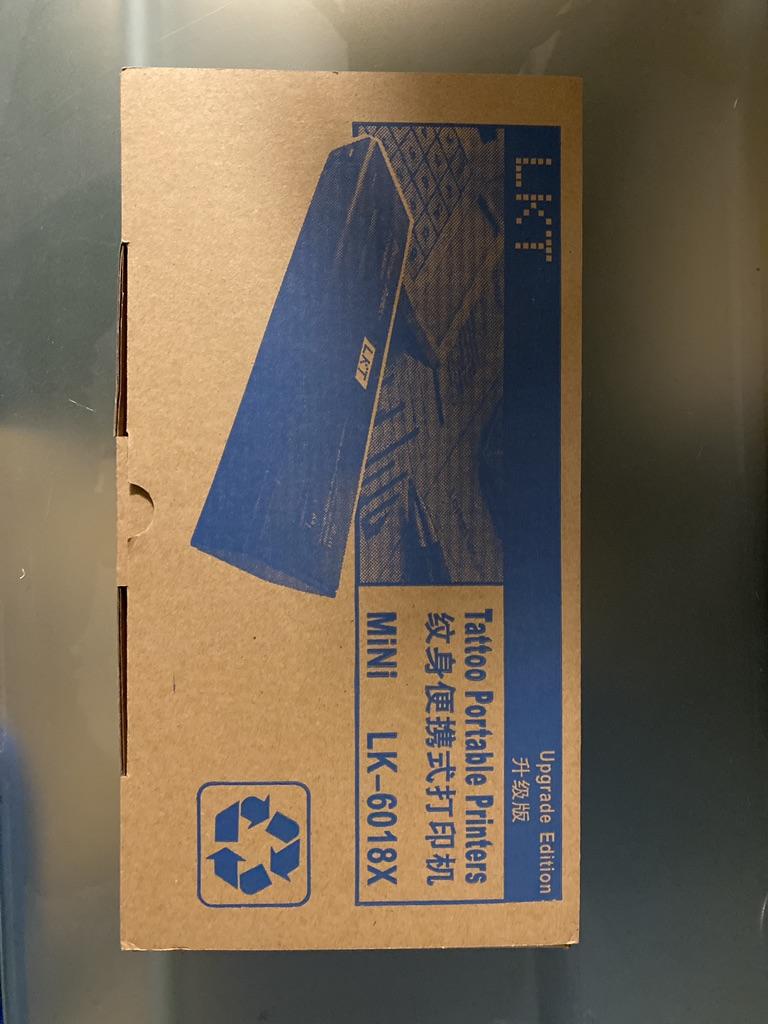 LKT
Upgrade Edition
升级版
LKT
Tattoo Portable Printers
纹身便携式打印机
MiNi LK-6018X